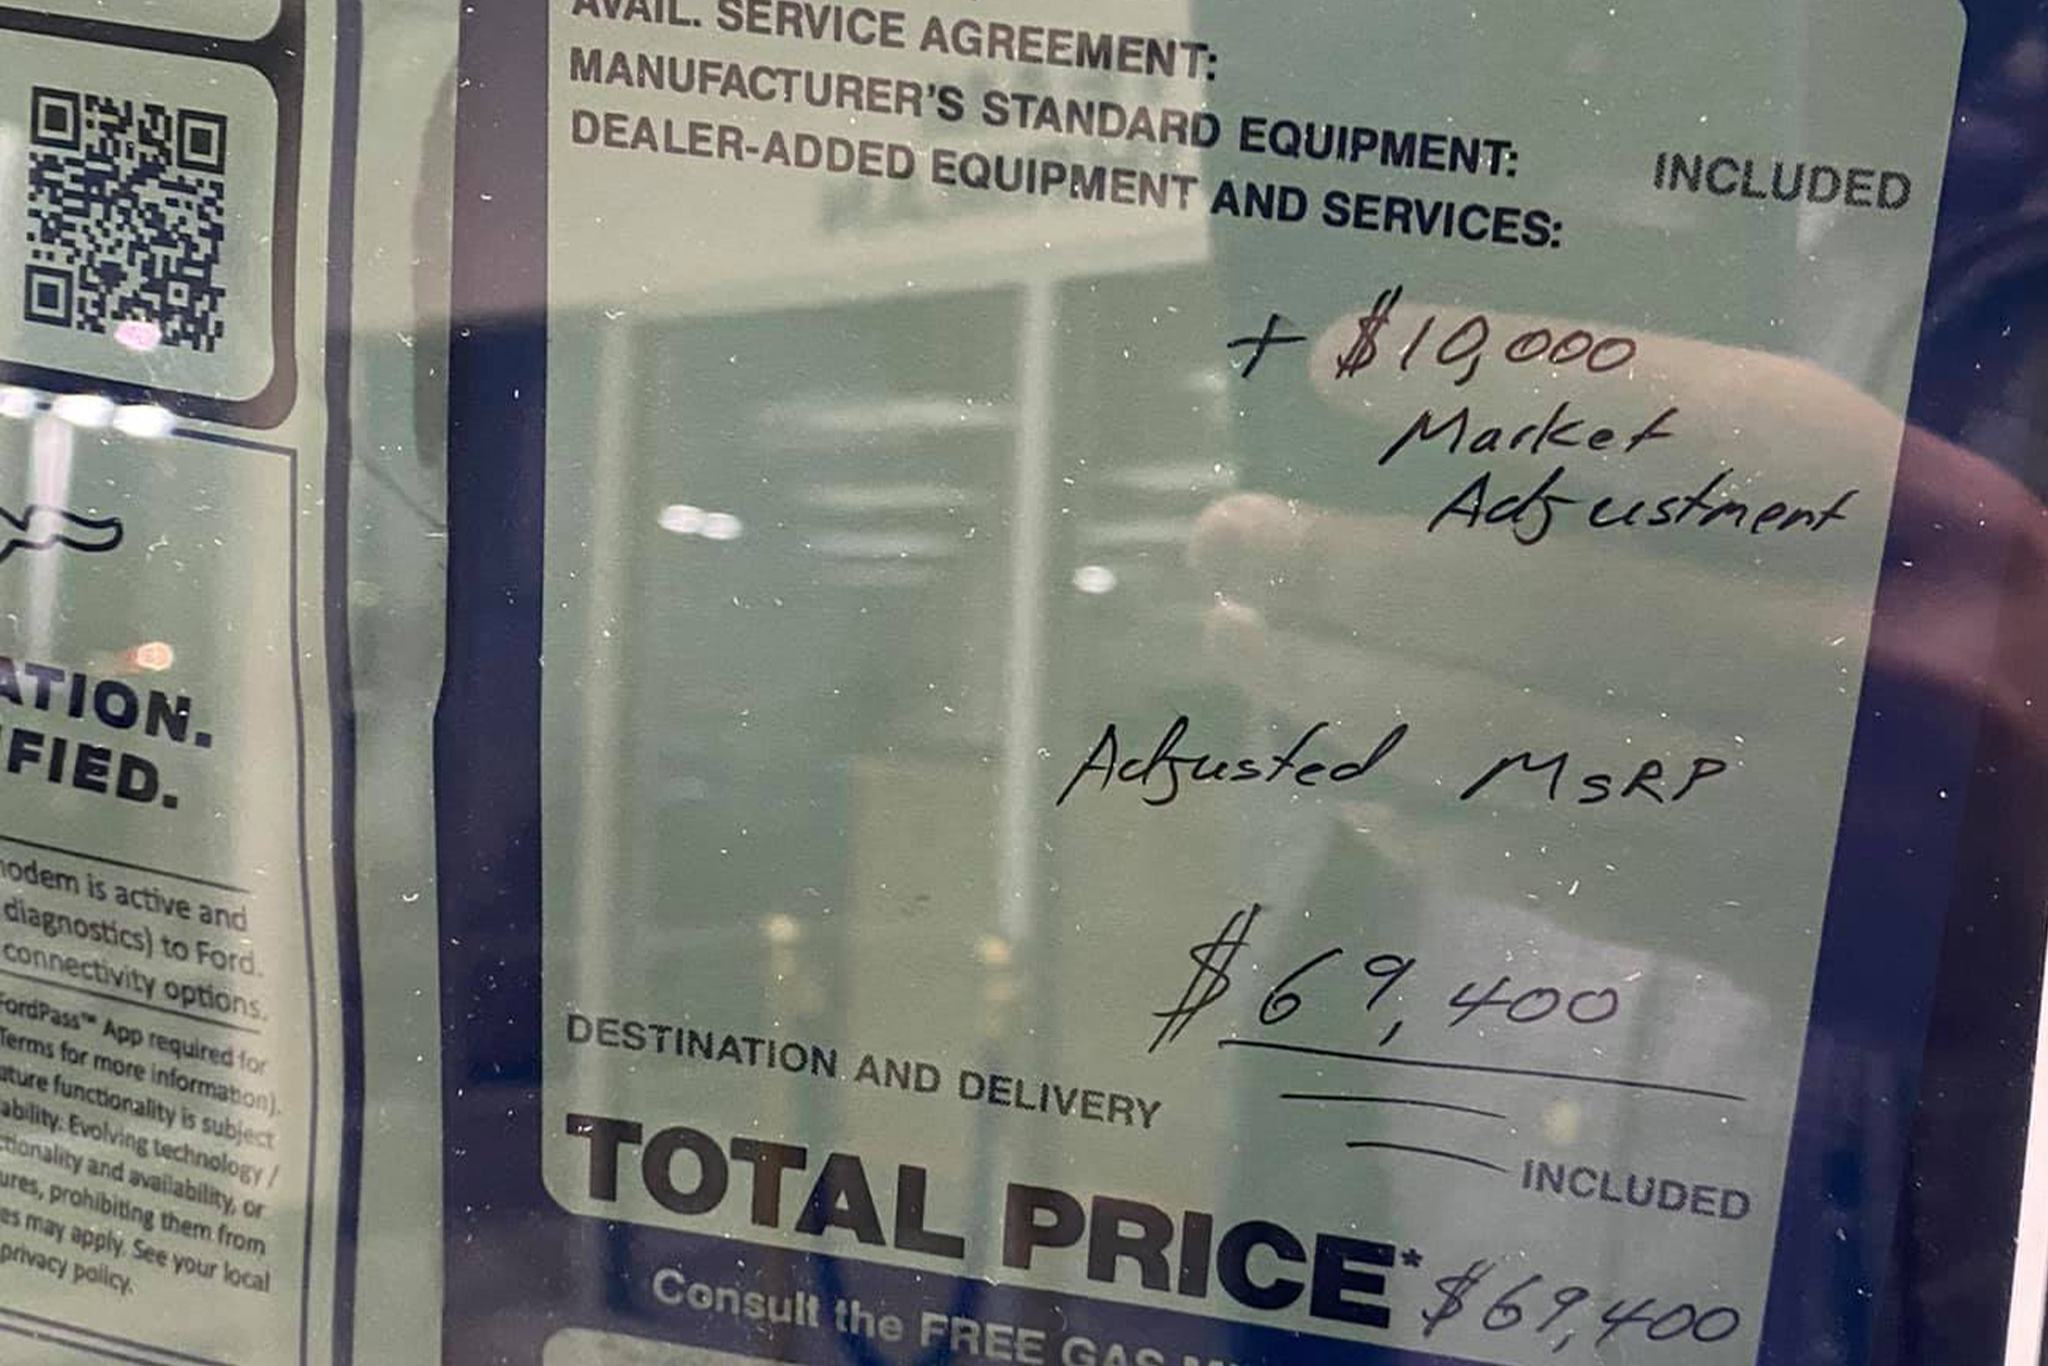 AVAIL. SERVICE AGREEMENT:
MANUFACTURER'S STANDARD EQUIPMENT: INCLUDED
DEALER-ADDED EQUIPMENT AND SERVICES:
+ $10,000
Market
Adjustment
Adjusted MSRP
$69,400
DESTINATION AND DELIVERY INCLUDED
TOTAL PRICE* $69,400
Consult the FREE GAS
ATION.
FIED.
modem is active and
diagnostics) to Ford.
connectivity options.
FordPass™ App required for
Terms for more information).
ature functionality is subject
ability. Evolving technology /
ctionality and availability, or
ures, prohibiting them from
es may apply. See your local
privacy policy.